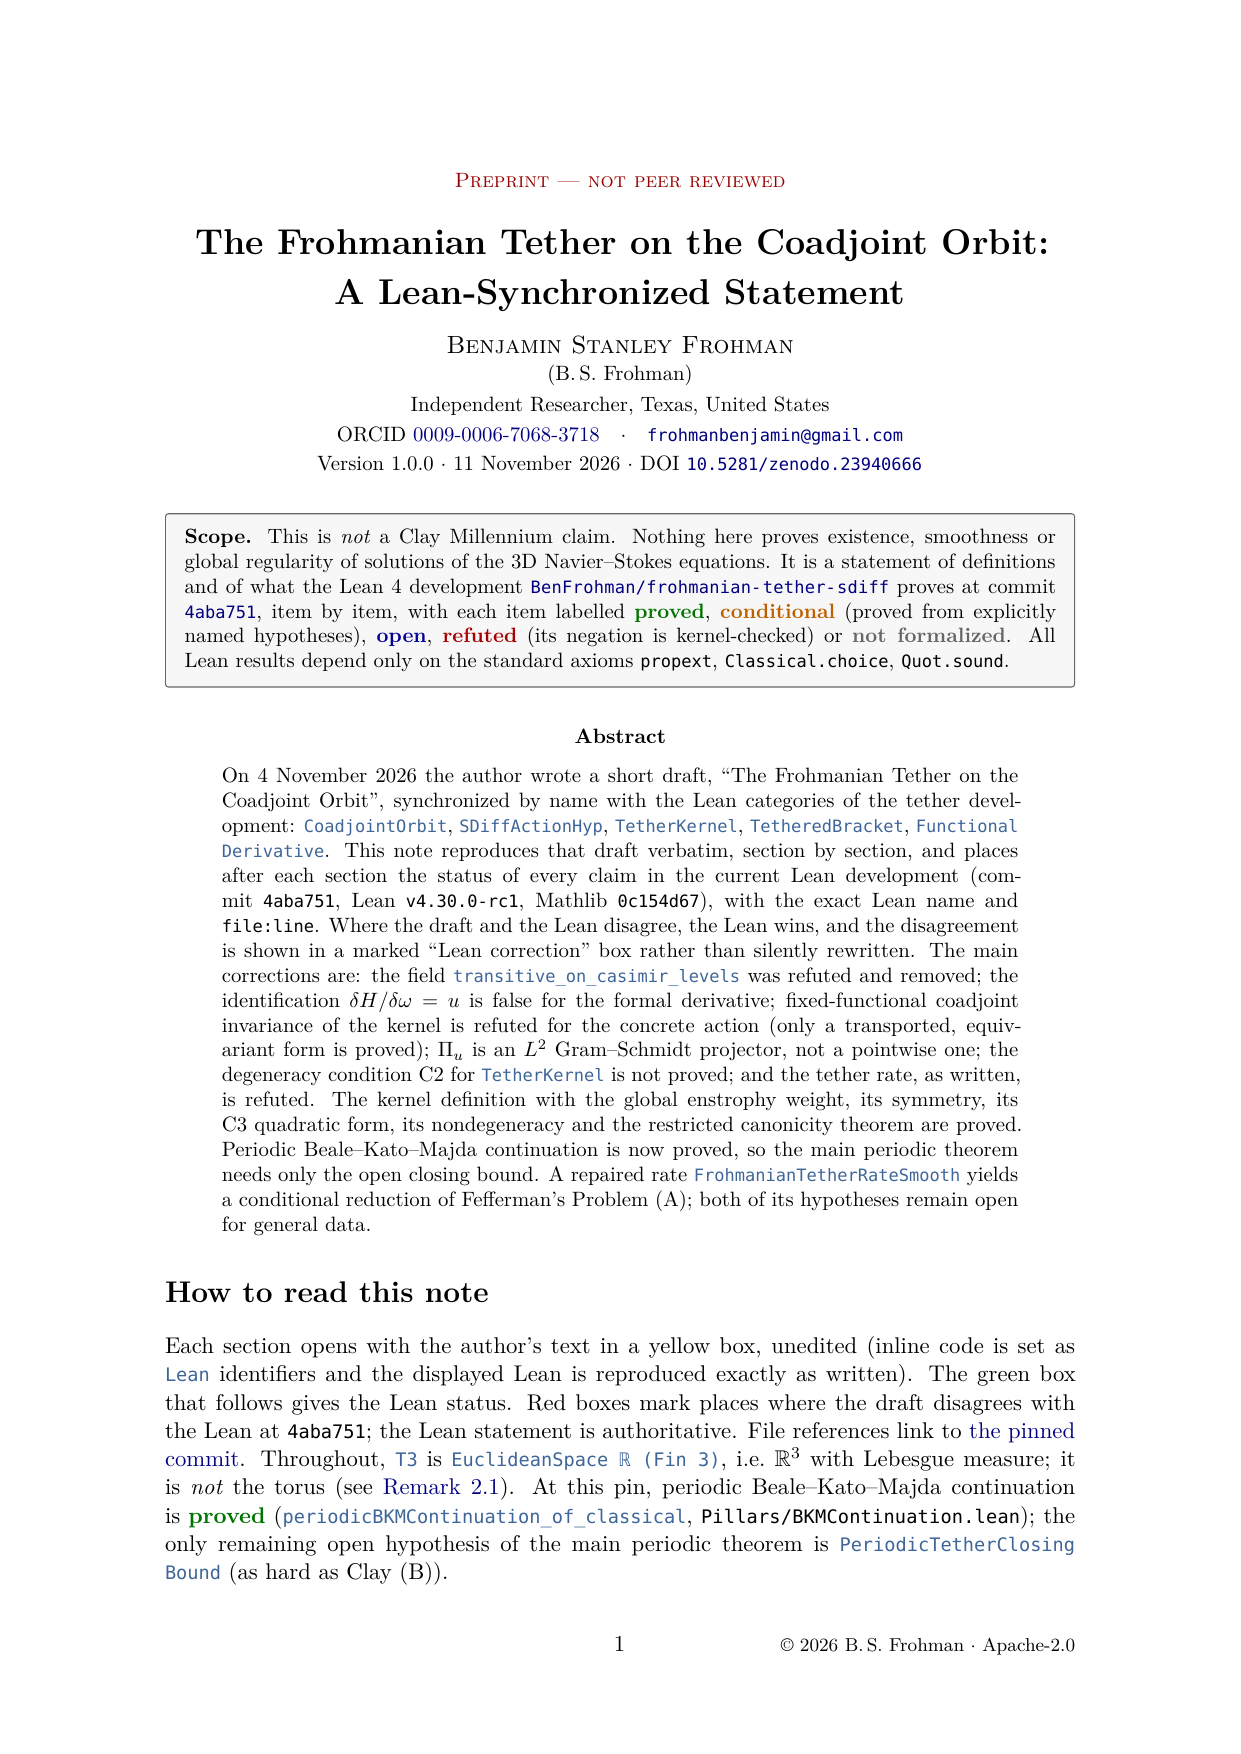 PREPRINT — NOT PEER REVIEWED
The Frohmanian Tether on the Coadjoint Orbit:
A Lean-Synchronized Statement
BENJAMIN STANLEY FROHMAN
(B. S. Frohman)
Independent Researcher, Texas, United States
ORCID 0009-0006-7068-3718 · frohmanbenjamin@gmail.com
Version 1.0.0 · 11 November 2026 · DOI 10.5281/zenodo.23940666
Scope. This is not a Clay Millennium claim. Nothing here proves existence, smoothness or
global regularity of solutions of the 3D Navier–Stokes equations. It is a statement of definitions
and of what the Lean 4 development BenFrohman/frohmanian-tether-sdiff proves at commit
4aba751, item by item, with each item labelled proved, conditional (proved from explicitly
named hypotheses), open, refuted (its negation is kernel-checked) or not formalized. All
Lean results depend only on the standard axioms propext, Classical.choice, Quot.sound.
Abstract
On 4 November 2026 the author wrote a short draft, “The Frohmanian Tether on the
Coadjoint Orbit”, synchronized by name with the Lean categories of the tether devel-
opment: CoadjointOrbit, SDiffActionHyp, TetherKernel, TetheredBracket, Functional
Derivative. This note reproduces that draft verbatim, section by section, and places
after each section the status of every claim in the current Lean development (com-
mit 4aba751, Lean v4.30.0-rc1, Mathlib 0c154d67), with the exact Lean name and
file:line. Where the draft and the Lean disagree, the Lean wins, and the disagreement
is shown in a marked “Lean correction” box rather than silently rewritten. The main
corrections are: the field transitive_on_casimir_levels was refuted and removed; the
identification δH/δω = u is false for the formal derivative; fixed-functional coadjoint
invariance of the kernel is refuted for the concrete action (only a transported, equiv-
ariant form is proved); Πᵤ is an L² Gram–Schmidt projector, not a pointwise one; the
degeneracy condition C2 for TetherKernel is not proved; and the tether rate, as written,
is refuted. The kernel definition with the global enstrophy weight, its symmetry, its
C3 quadratic form, its nondegeneracy and the restricted canonicity theorem are proved.
Periodic Beale–Kato–Majda continuation is now proved, so the main periodic theorem
needs only the open closing bound. A repaired rate FrohmanianTetherRateSmooth yields
a conditional reduction of Fefferman’s Problem (A); both of its hypotheses remain open
for general data.
How to read this note
Each section opens with the author’s text in a yellow box, unedited (inline code is set as
Lean identifiers and the displayed Lean is reproduced exactly as written). The green box
that follows gives the Lean status. Red boxes mark places where the draft disagrees with
the Lean at 4aba751; the Lean statement is authoritative. File references link to the pinned
commit. Throughout, T3 is EuclideanSpace ℝ (Fin 3), i.e. ℝ³ with Lebesgue measure; it
is not the torus (see Remark 2.1). At this pin, periodic Beale–Kato–Majda continuation
is proved (periodicBKMContinuation_of_classical, Pillars/BKMContinuation.lean); the
only remaining open hypothesis of the main periodic theorem is PeriodicTetherClosing
Bound (as hard as Clay (B)).
1
© 2026 B. S. Frohman · Apache-2.0